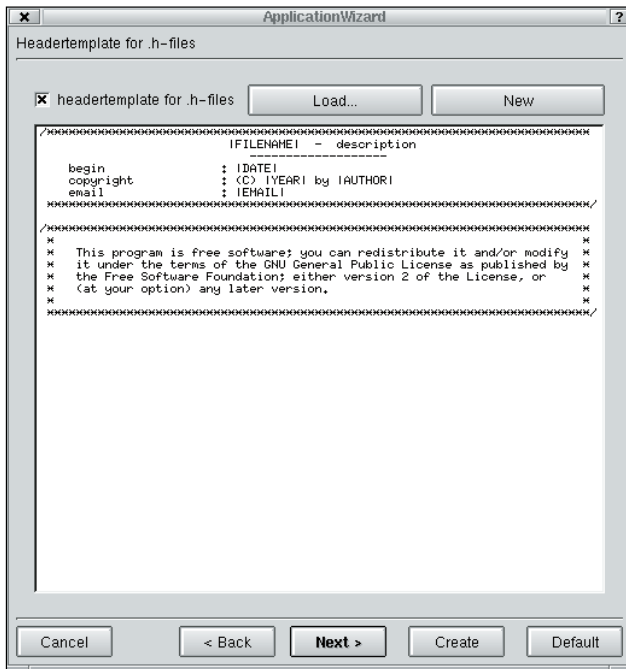 ApplicationWizard ?
Headertemplate for .h-files
headertemplate for .h-files Load... New
/***************************************************************************
|FILENAME| - description
-------------------
begin : |DATE|
copyright : (C) |YEAR| by |AUTHOR|
email : |EMAIL|
***************************************************************************/
/***************************************************************************
* *
* This program is free software; you can redistribute it and/or modify *
* it under the terms of the GNU General Public License as published by *
* the Free Software Foundation; either version 2 of the License, or *
* (at your option) any later version. *
* *
***************************************************************************/
Cancel < Back Next > Create Default